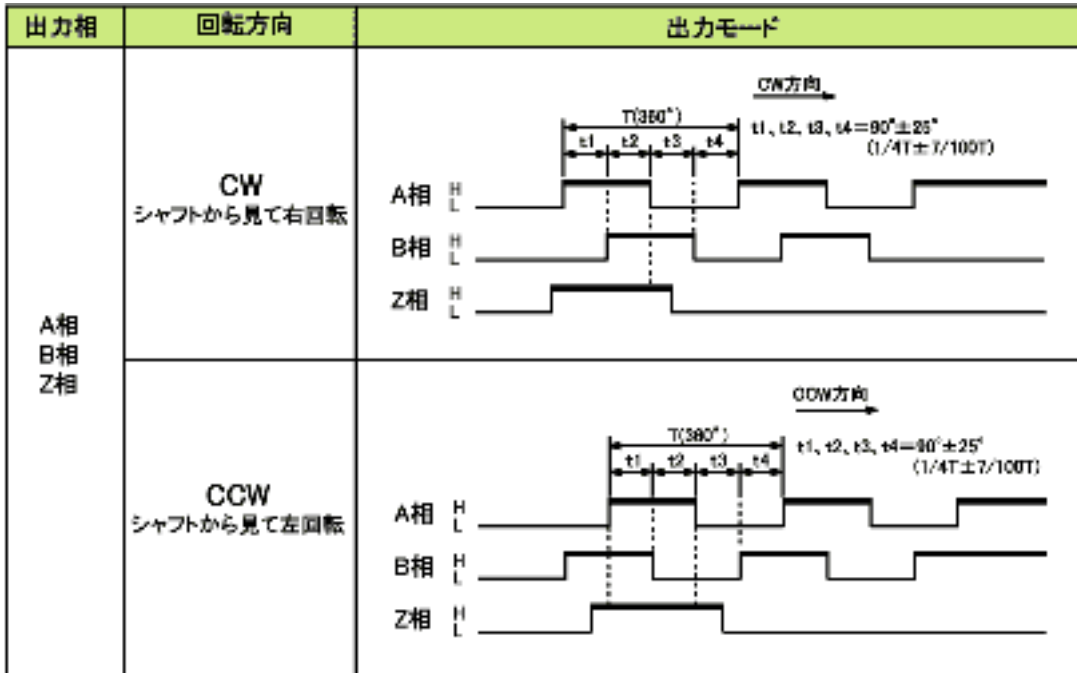 出力相 回転方向 出力モード
A相
B相
Z相
CW
シャフトから見て右回転
CW方向
T(360°)
t1、t2、t3、t4=90°±25°
(1/4T±7/100T)
t1 t2 t3 t4
A相 H
L
B相 H
L
Z相 H
L
CCW
シャフトから見て左回転
CCW方向
T(360°)
t1、t2、t3、t4=90°±25°
(1/4T±7/100T)
t1 t2 t3 t4
A相 H
L
B相 H
L
Z相 H
L